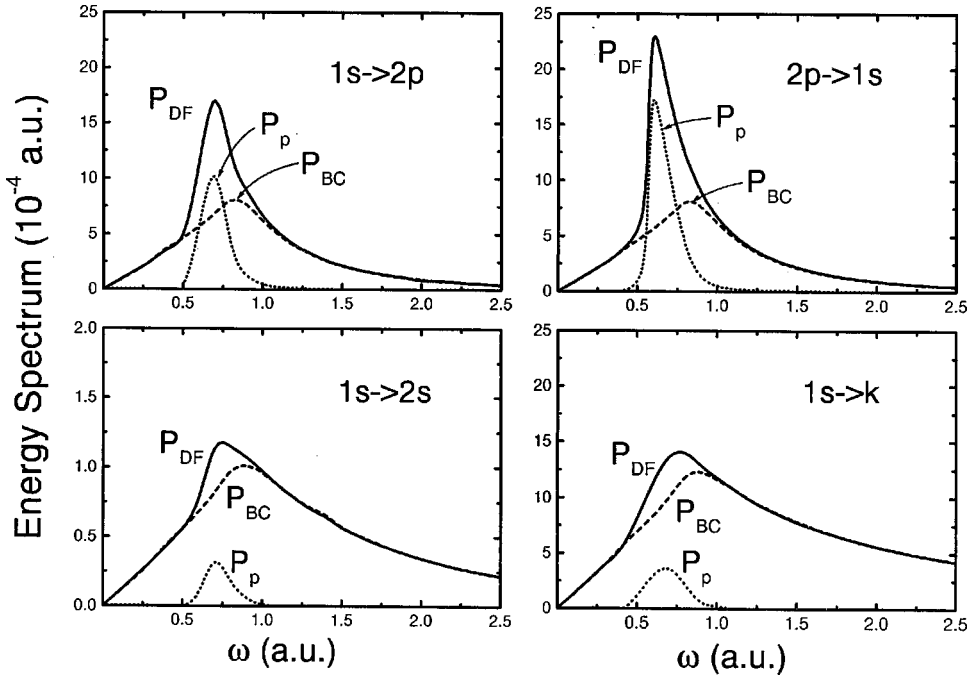 Energy Spectrum (10⁻⁴ a.u.)
25
20
15
10
5
0
1s->2p
P_DF
P_p
P_BC
0.5 1.0 1.5 2.0 2.5
25
20
15
10
5
0
2p->1s
P_DF
P_p
P_BC
0.5 1.0 1.5 2.0 2.5
2.0
1.5
1.0
0.5
0.0
1s->2s
P_DF
P_BC
P_p
0.5 1.0 1.5 2.0 2.5
ω (a.u.)
25
20
15
10
5
0
1s->k
P_DF
P_BC
P_p
0.5 1.0 1.5 2.0 2.5
ω (a.u.)